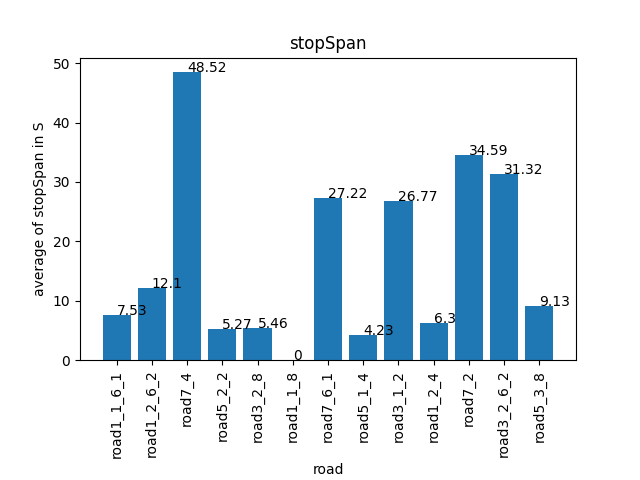 stopSpan
average of stopSpan in S
50
40
30
20
10
0
7.53
12.1
48.52
5.27
5.46
0
27.22
4.23
26.77
6.3
34.59
31.32
9.13
road1_1_6_1
road1_2_6_2
road7_4
road5_2_2
road3_2_8
road1_1_8
road7_6_1
road5_1_4
road3_1_2
road1_2_4
road7_2
road3_2_6_2
road5_3_8
road